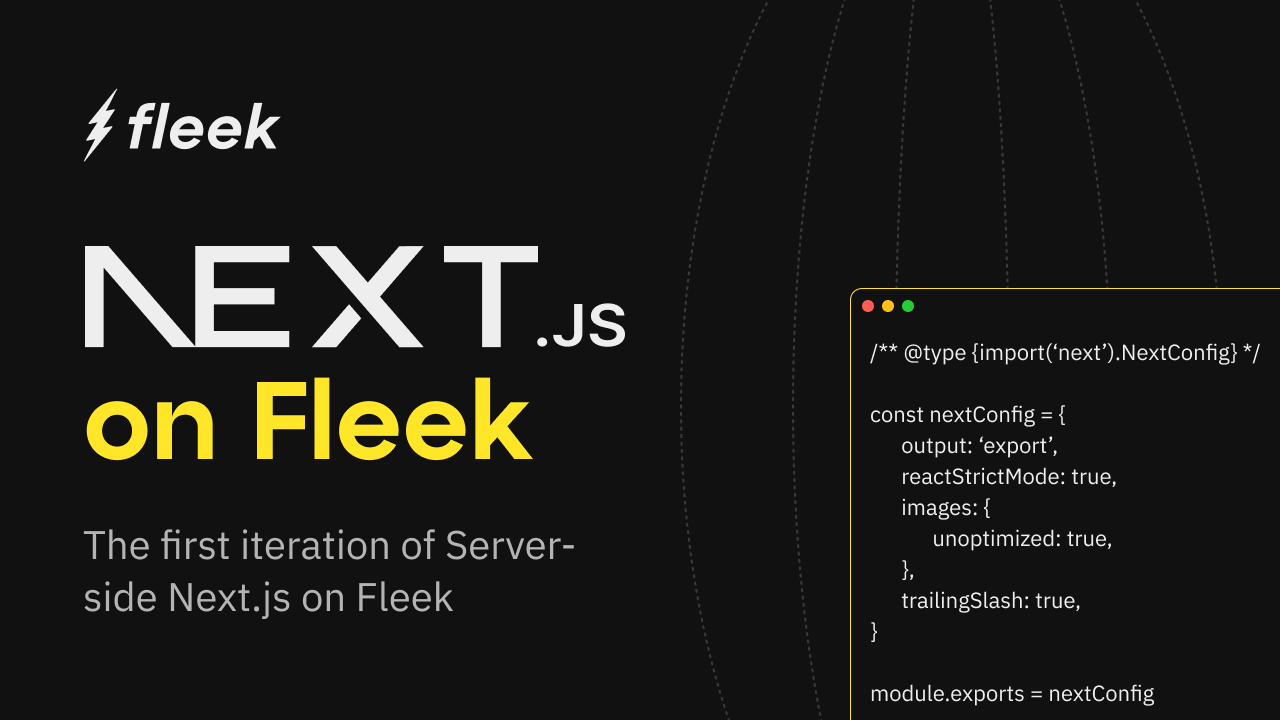 fleek
NEXT.JS
on Fleek
The first iteration of Server-
side Next.js on Fleek
/** @type {import(‘next’).NextConfig} */
const nextConfig = {
output: ‘export’,
reactStrictMode: true,
images: {
unoptimized: true,
},
trailingSlash: true,
}
module.exports = nextConfig